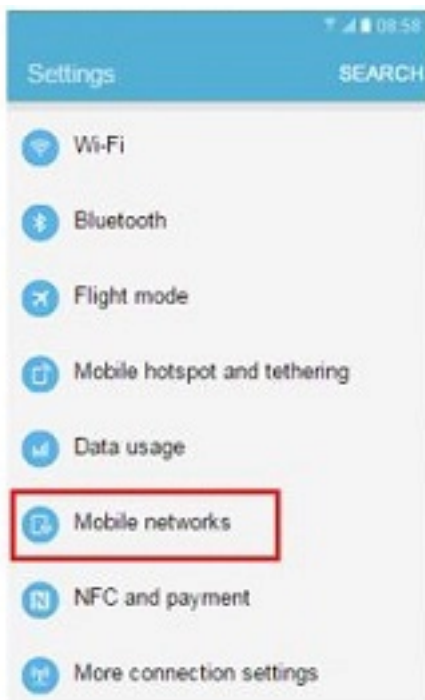 08:58
Settings SEARCH
Wi-Fi
Bluetooth
Flight mode
Mobile hotspot and tethering
Data usage
Mobile networks
NFC and payment
More connection settings